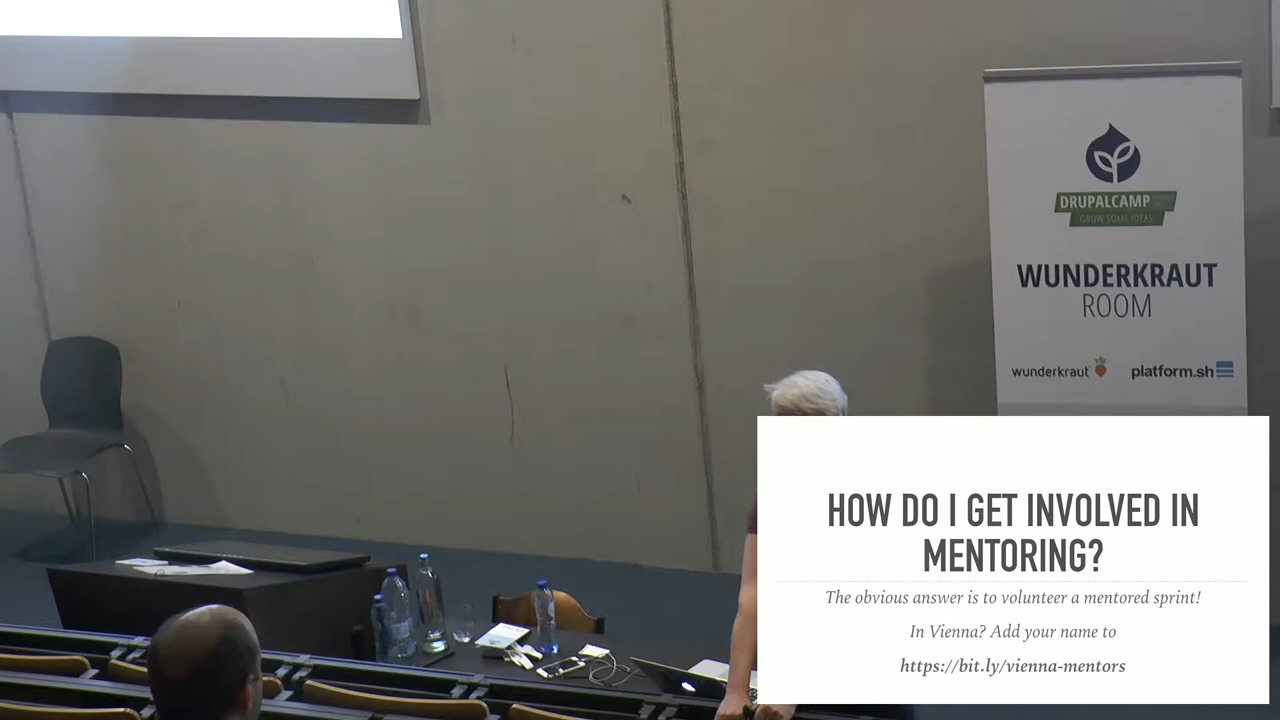 DRUPALCAMP
GROW SOME IDEAS
WUNDERKRAUT
ROOM
wunderkraut
platform.sh
HOW DO I GET INVOLVED IN
MENTORING?
The obvious answer is to volunteer a mentored sprint!
In Vienna? Add your name to
https://bit.ly/vienna-mentors